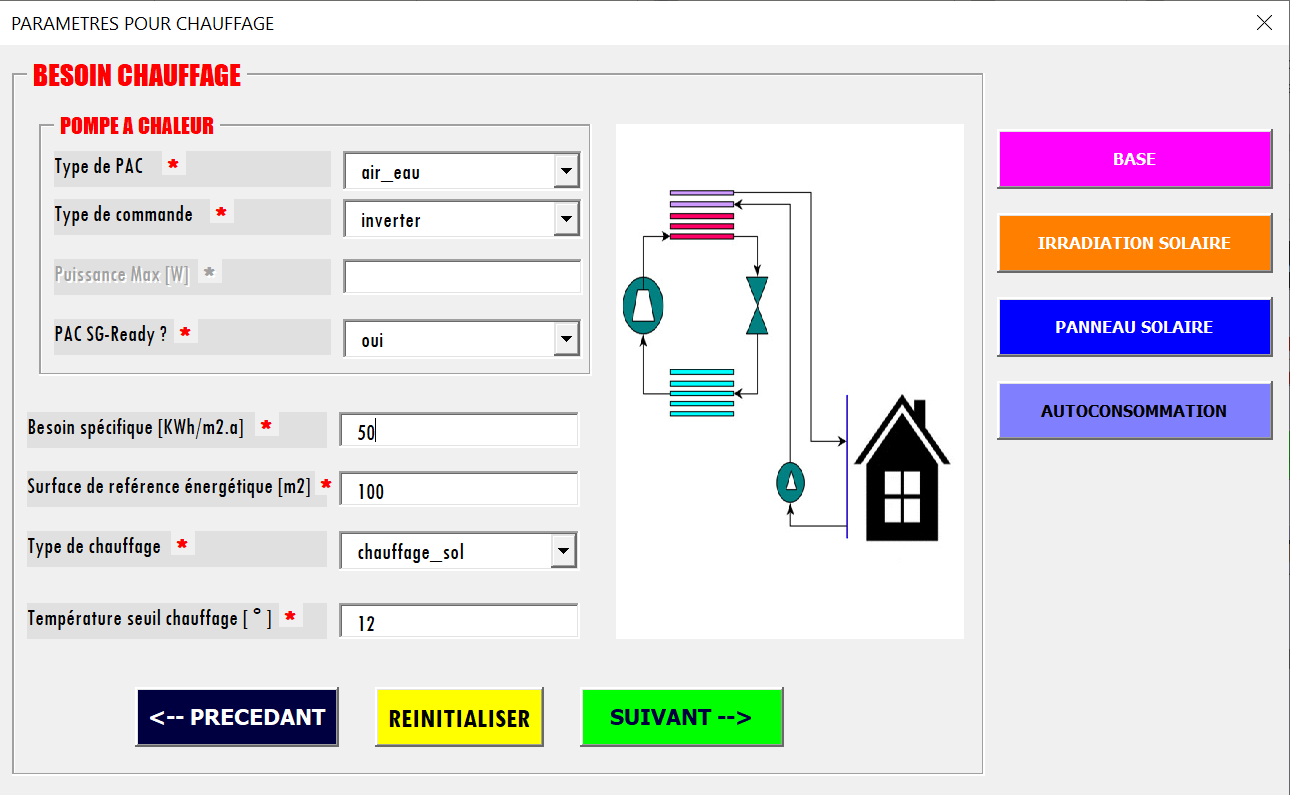 PARAMETRES POUR CHAUFFAGE
BESOIN CHAUFFAGE
POMPE A CHALEUR
Type de PAC * air_eau
Type de commande * inverter
Puissance Max [W] *
PAC SG-Ready ? * oui
Besoin spécifique [KWh/m2.a] * 50
Surface de reférence énergétique [m2] * 100
Type de chauffage * chauffage_sol
Température seuil chauffage [ ° ] * 12
<-- PRECEDANT
REINITIALISER
SUIVANT -->
BASE
IRRADIATION SOLAIRE
PANNEAU SOLAIRE
AUTOCONSOMMATION